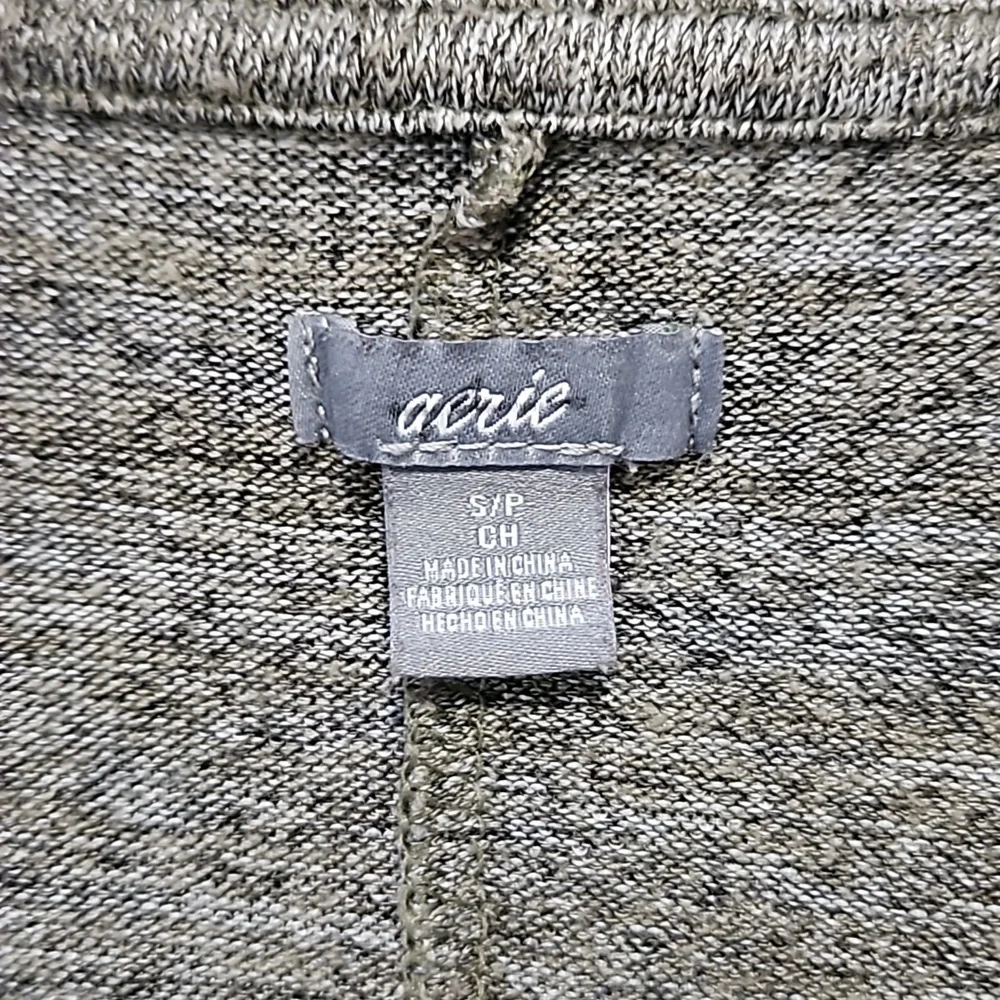 aerie
S/P
CH
MADE IN CHINA
FABRIQUÉ EN CHINE
HECHO EN CHINA